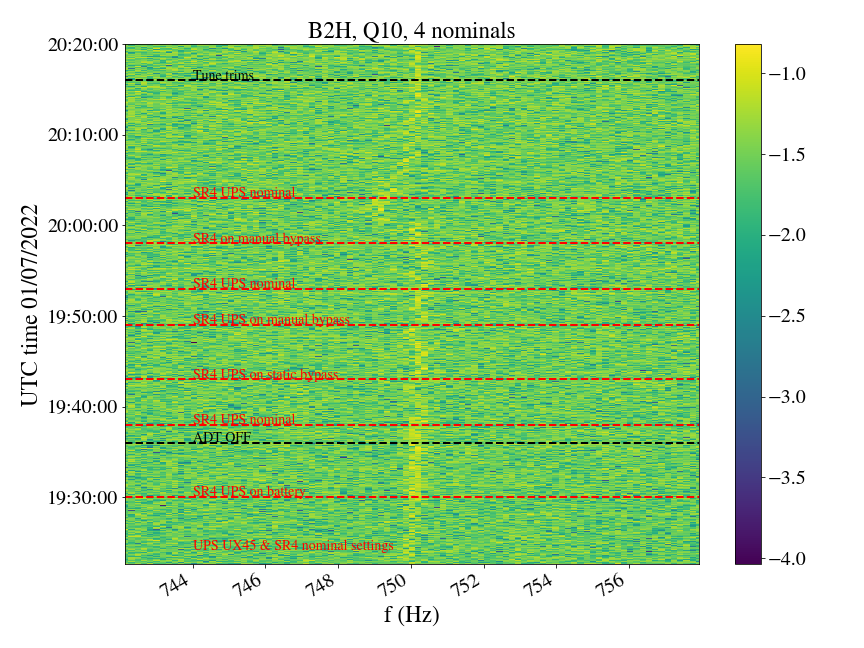 B2H, Q10, 4 nominals
20:20:00
Tune trims
20:10:00
SR4 UPS nominal
20:00:00
SR4 on manual bypass
SR4 UPS nominal
19:50:00
SR4 UPS on manual bypass
SR4 UPS on static bypass
19:40:00
SR4 UPS nominal
ADT OFF
19:30:00
SR4 UPS on battery
UPS UX45 & SR4 nominal settings
UTC time 01/07/2022
744 746 748 750 752 754 756
f (Hz)
−1.0
−1.5
−2.0
−2.5
−3.0
−3.5
−4.0